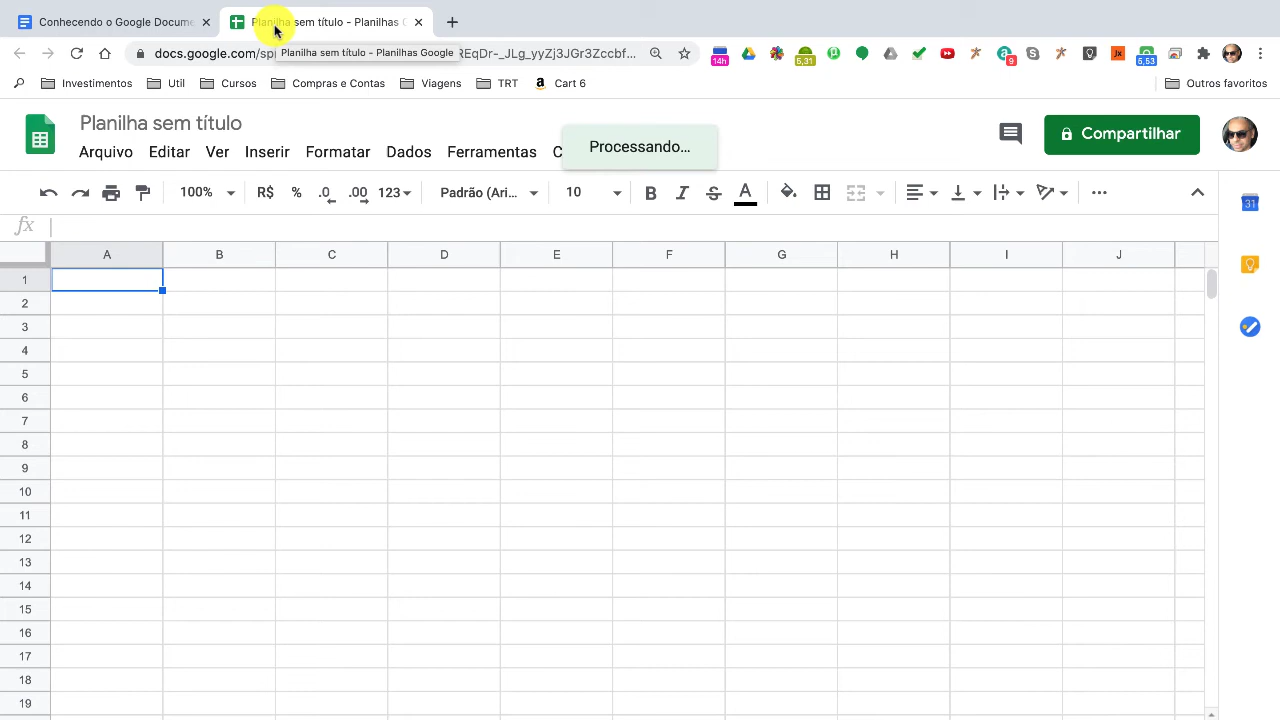 Conhecendo o Google Docume
Planilha sem título - Planilhas G
docs.google.com/sp
Planilha sem título - Planilhas Google
EqDr-_JLg_yyZj3JGr3Zccbf...
14h
5,31
9
5,53
Investimentos
Util
Cursos
Compras e Contas
Viagens
TRT
Cart 6
Outros favoritos
Planilha sem título
Arquivo
Editar
Ver
Inserir
Formatar
Dados
Ferramentas
C
Processando...
Compartilhar
100%
R$
%
.0
.00
123
Padrão (Ari...
10
B
I
S
A
31
fx
A B C D E F G H I J
1
2
3
4
5
6
7
8
9
10
11
12
13
14
15
16
17
18
19